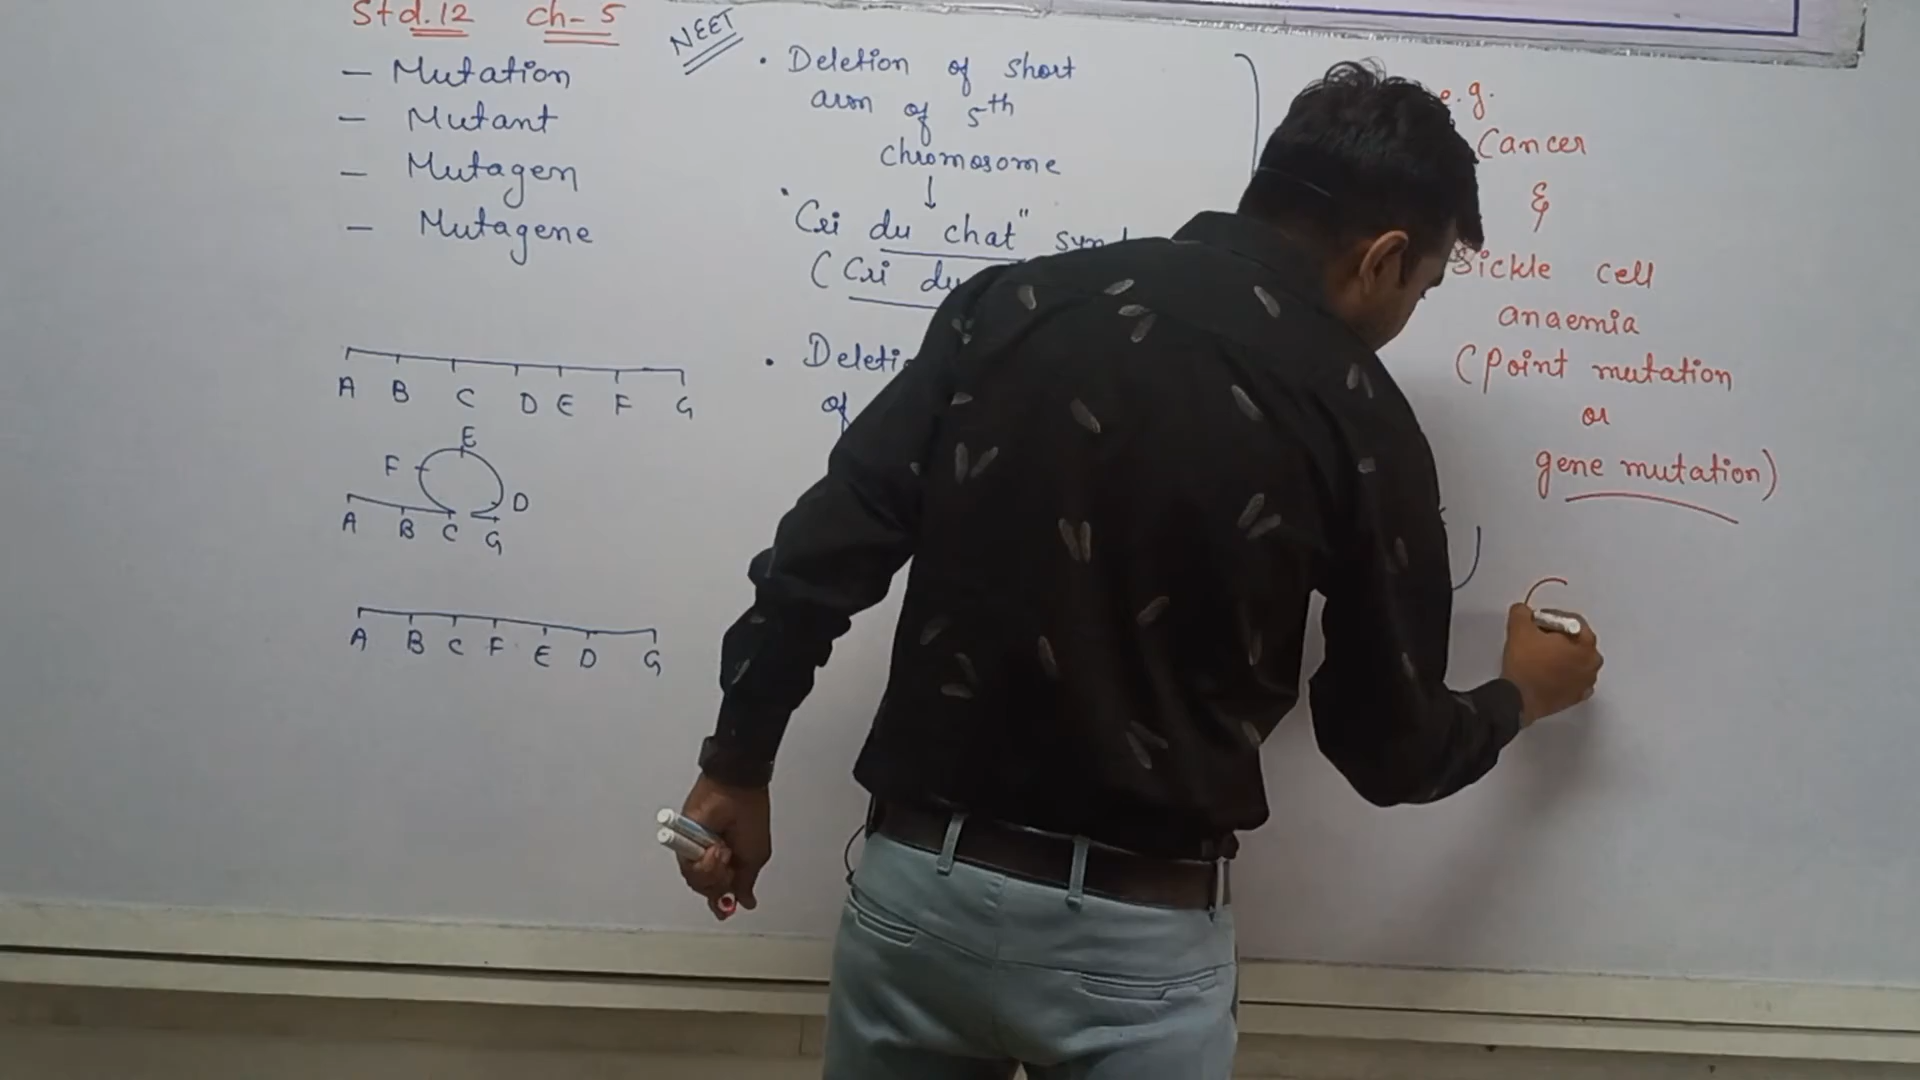 Std.12 Ch-5
— Mutation
— Mutant
— Mutagen
— Mutagene
A B C D E F G
E
F
D
A B C G
A B C F E D G
NEET
• Deletion of short
arm of 5th
chromosome
↓
"Cri du chat"
(Cri du
• Deleti
of
e.g.
Cancer
&
Sickle cell
anaemia
(Point mutation
or
gene mutation)